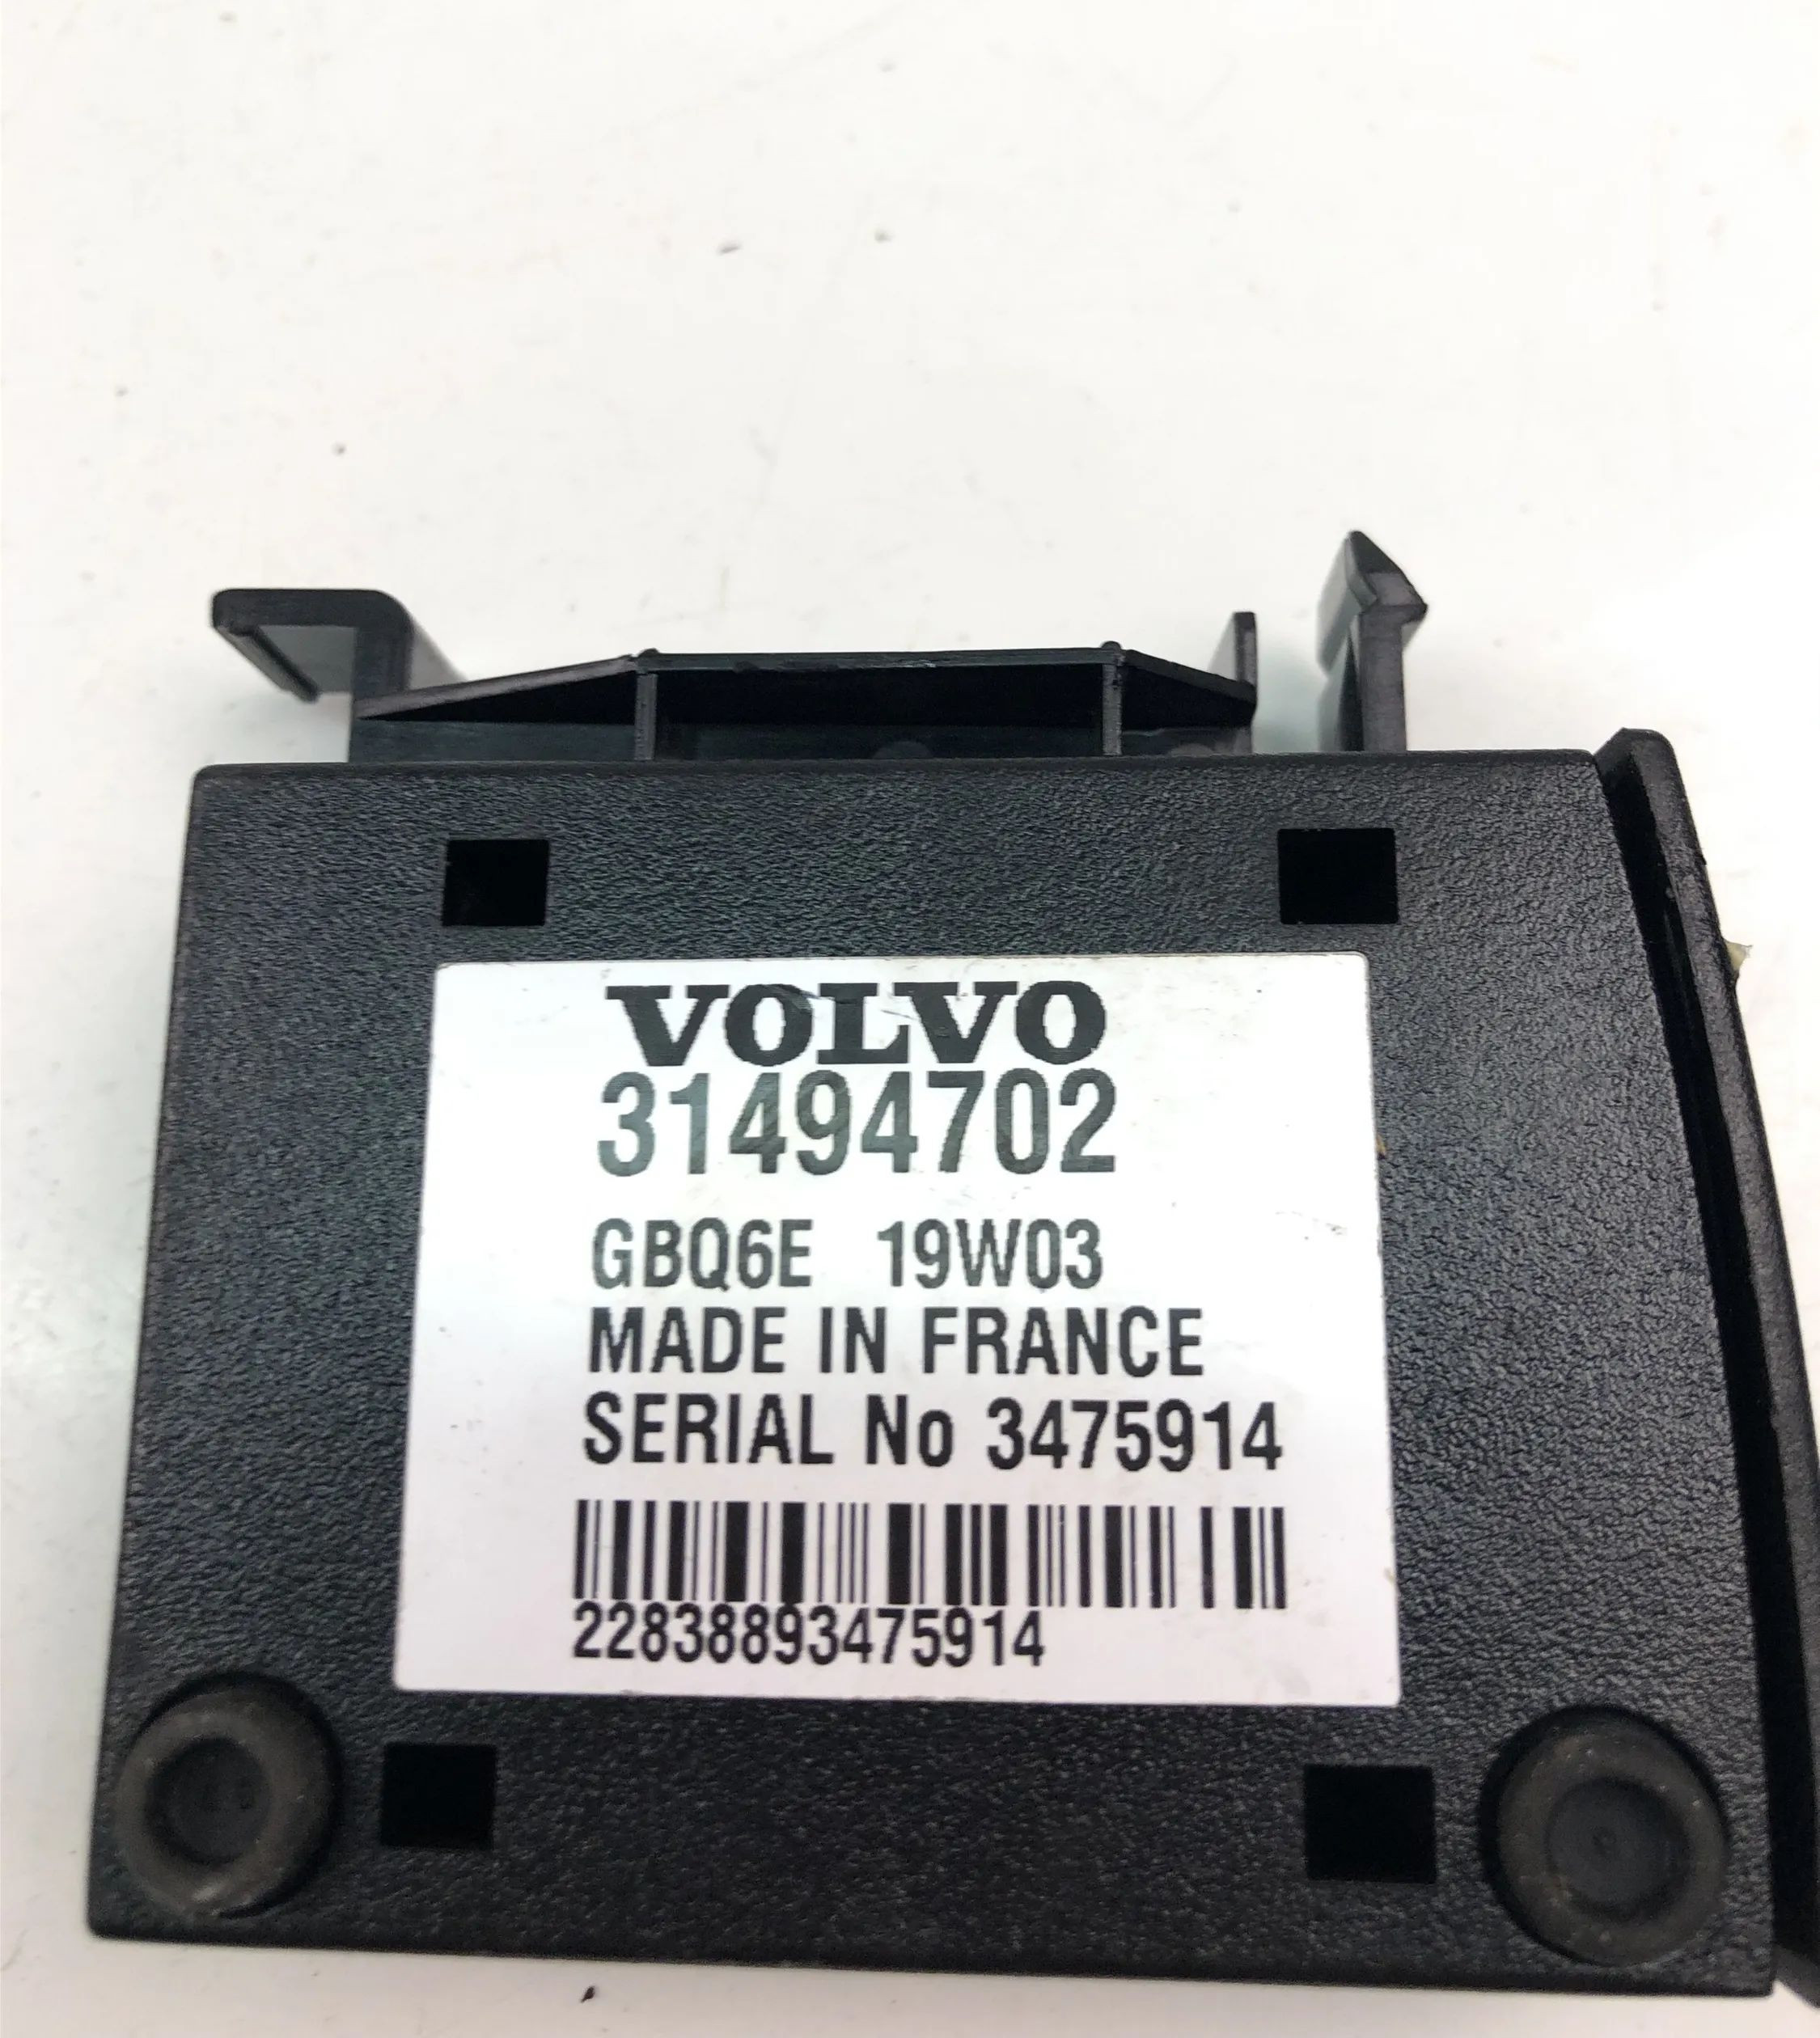 VOLVO
31494702
GBQ6E 19W03
MADE IN FRANCE
SERIAL No 3475914
22838893475914